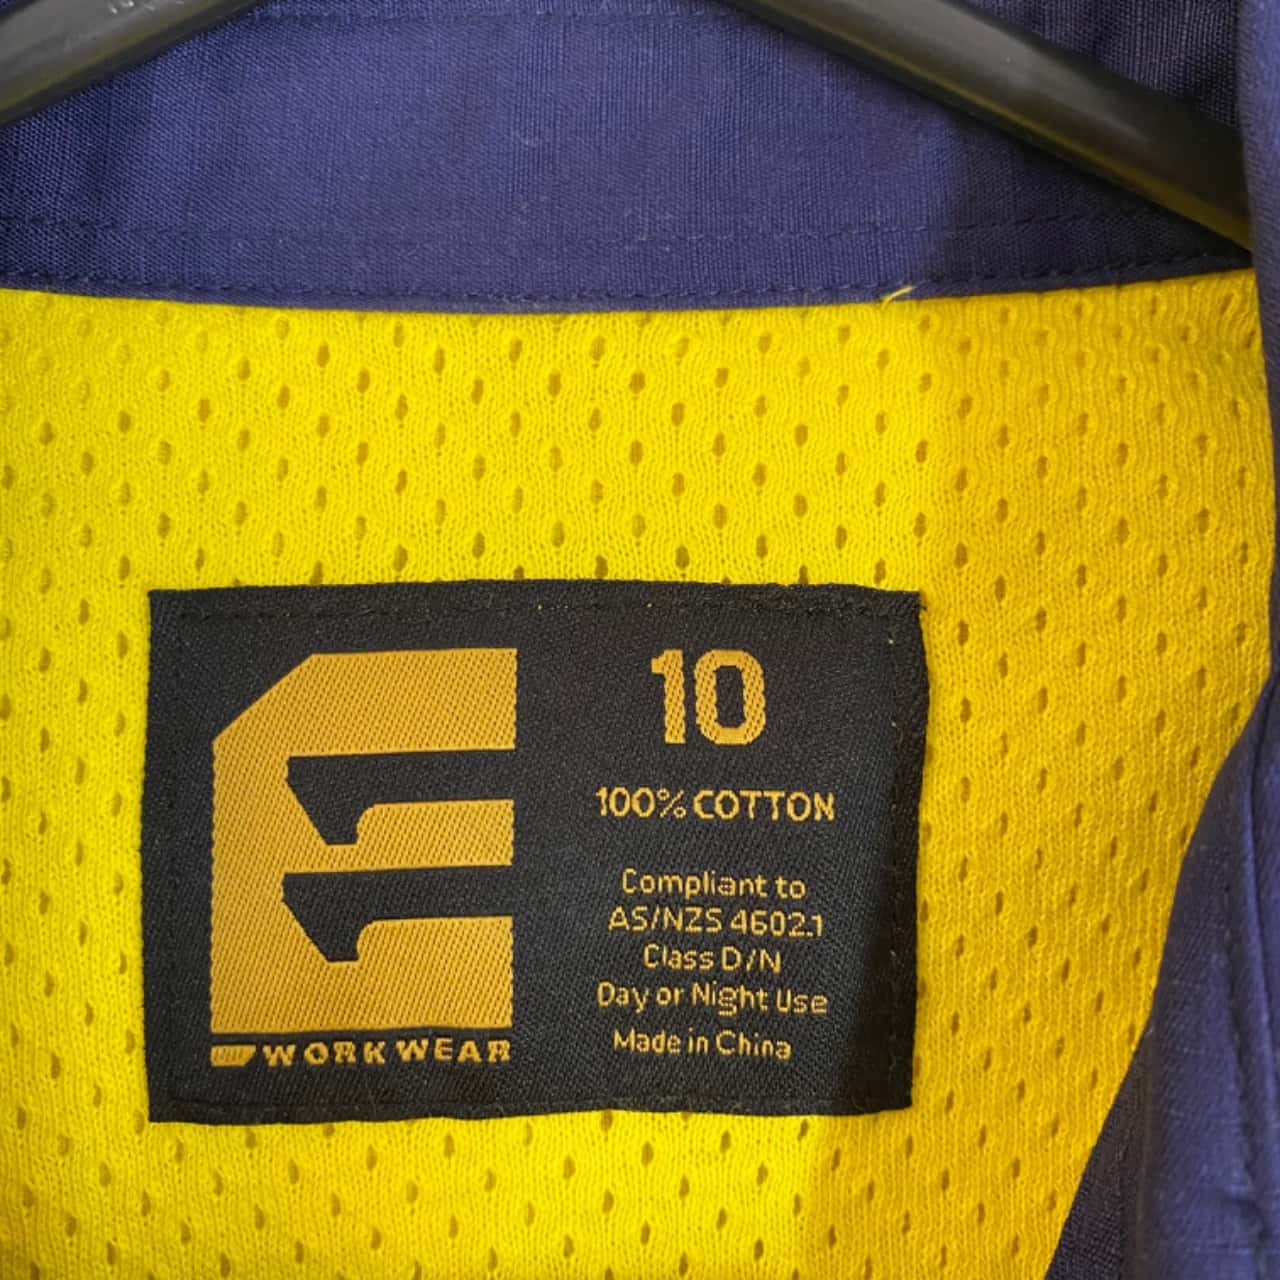 10
100% COTTON
Compliant to
AS/NZS 4602.1
Class D/N
Day or Night Use
Made in China
WORKWEAR